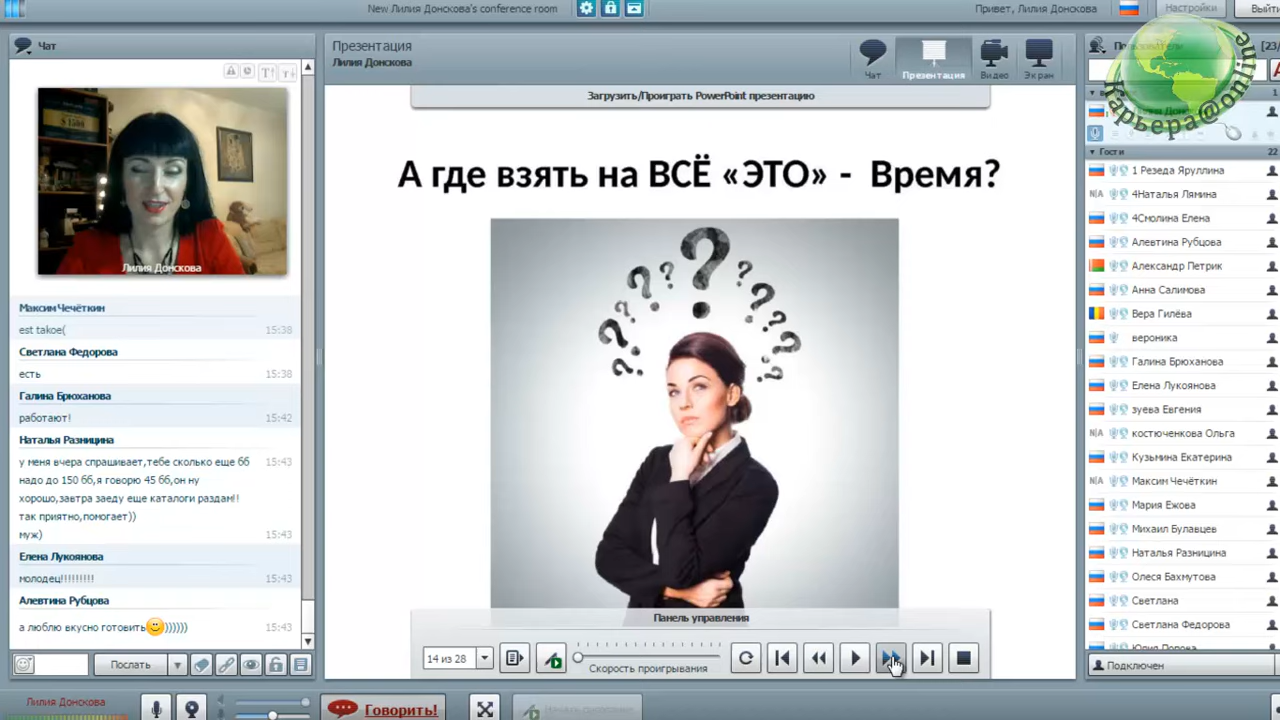 New Лилия Донскова's conference room
Привет, Лилия Донскова
Настройки
Карьера@online
Чат
Максим Чечёткин
est takoe(
15:38
Светлана Федорова
есть
15:38
Галина Брюханова
работают!
15:42
Наталья Разницина
у меня вчера спрашивает,тебе сколько еще бб
15:43
надо до 150 бб,я говорю 45 бб,он ну
хорошо,завтра заеду еще каталоги раздам!!
так приятно,помогает))
муж)
15:43
Елена Лукоянова
молодец!!!!!!!!!
15:43
Алевтина Рубцова
а люблю вкусно готовить))))))
15:43
Послать
Лилия Донскова
Говорить!
Презентация
Лилия Донскова
Чат
Презентация
Видео
Экран
Загрузить/Проиграть PowerPoint презентацию
А где взять на ВСЁ «ЭТО» - Время?
Панель управления
14 из 28
Скорость проигрывания
Лилия Донскова
Гости
22
1 Резеда Яруллина
N/A 4Наталья Лямина
4Смолина Елена
Алевтина Рубцова
Александр Петрик
Анна Салимова
Вера Гилёва
вероника
Галина Брюханова
Елена Лукоянова
зуева Евгения
N/A костюченкова Ольга
Кузьмина Екатерина
N/A Максим Чечёткин
Мария Ежова
Михаил Булавцев
Наталья Разницина
Олеся Бахмутова
Светлана
Светлана Федорова
Подключен